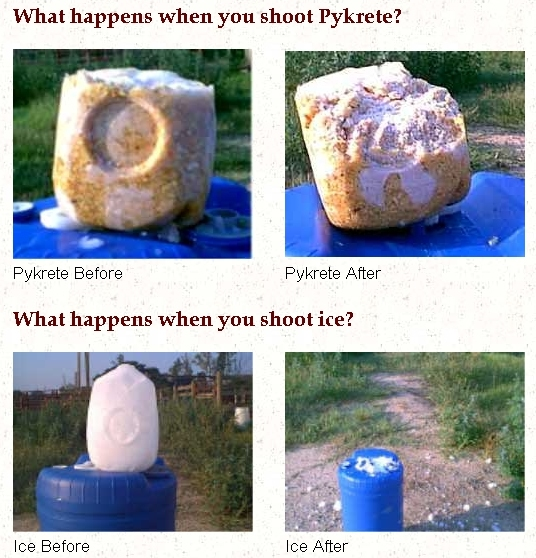 What happens when you shoot Pykrete?
Pykrete Before
Pykrete After
What happens when you shoot ice?
Ice Before
Ice After